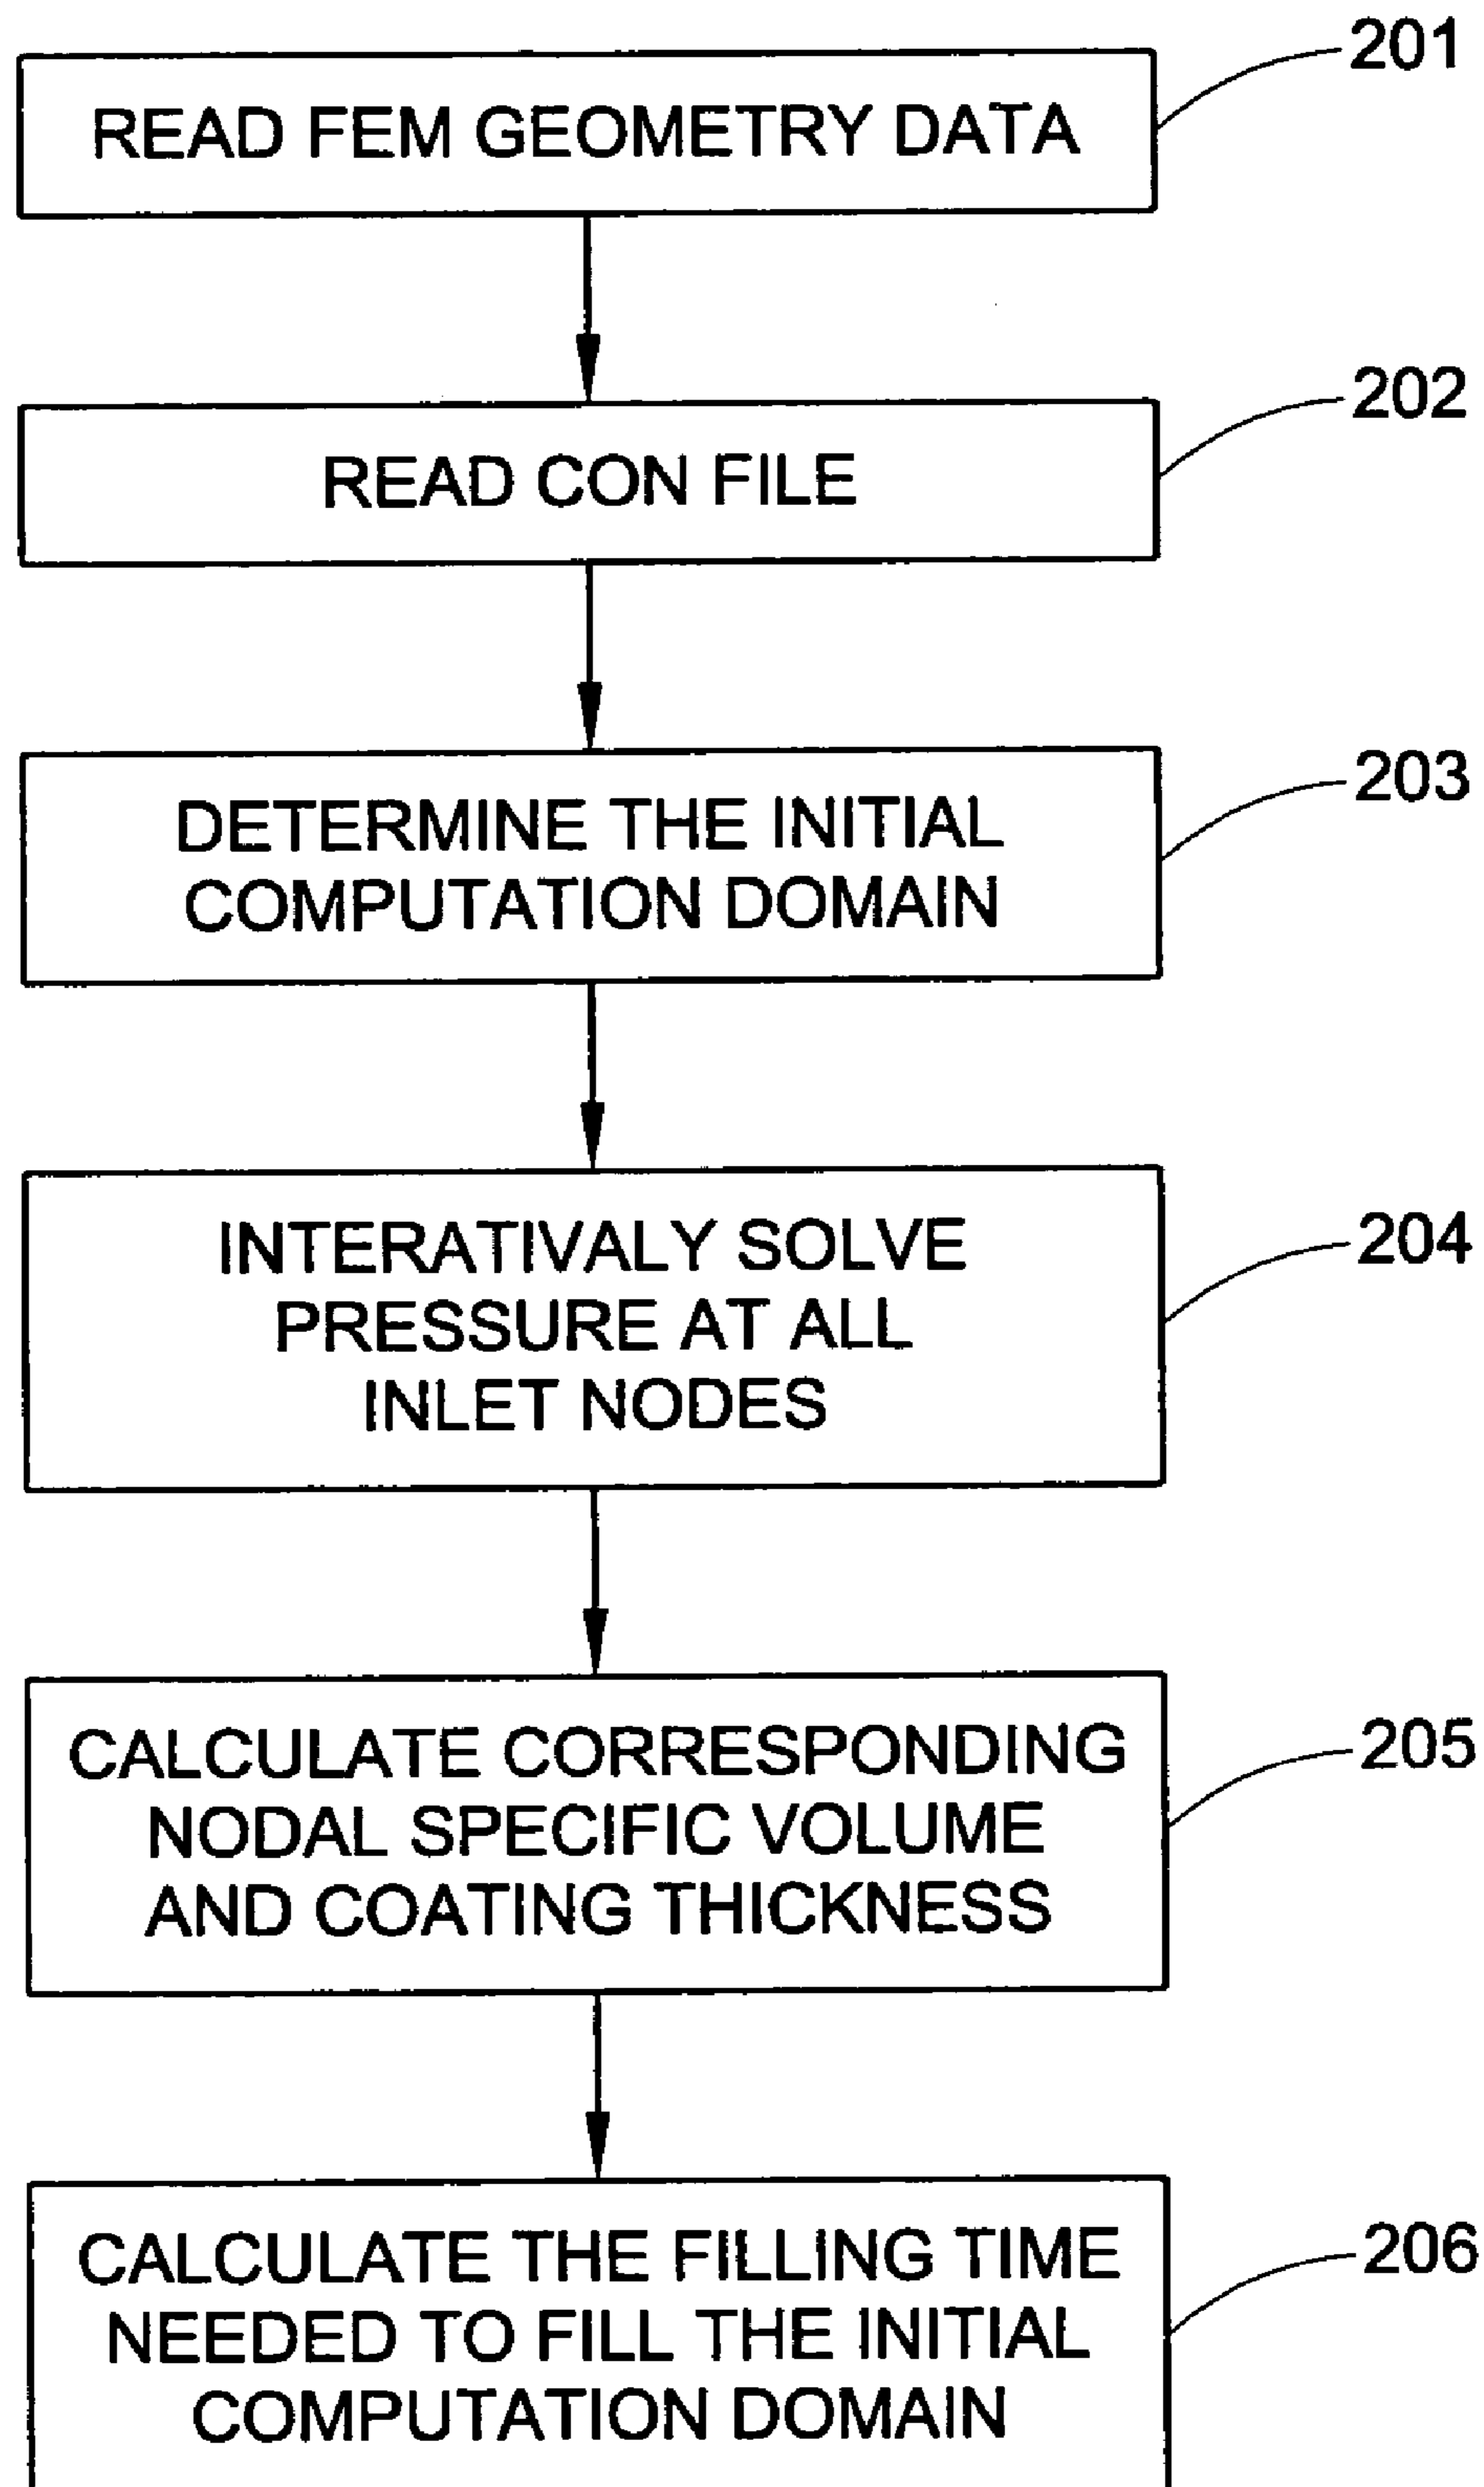 201
READ FEM GEOMETRY DATA
202
READ CON FILE
203
DETERMINE THE INITIAL
COMPUTATION DOMAIN
204
INTERATIVALY SOLVE
PRESSURE AT ALL
INLET NODES
205
CALCULATE CORRESPONDING
NODAL SPECIFIC VOLUME
AND COATING THICKNESS
206
CALCULATE THE FILLING TIME
NEEDED TO FILL THE INITIAL
COMPUTATION DOMAIN